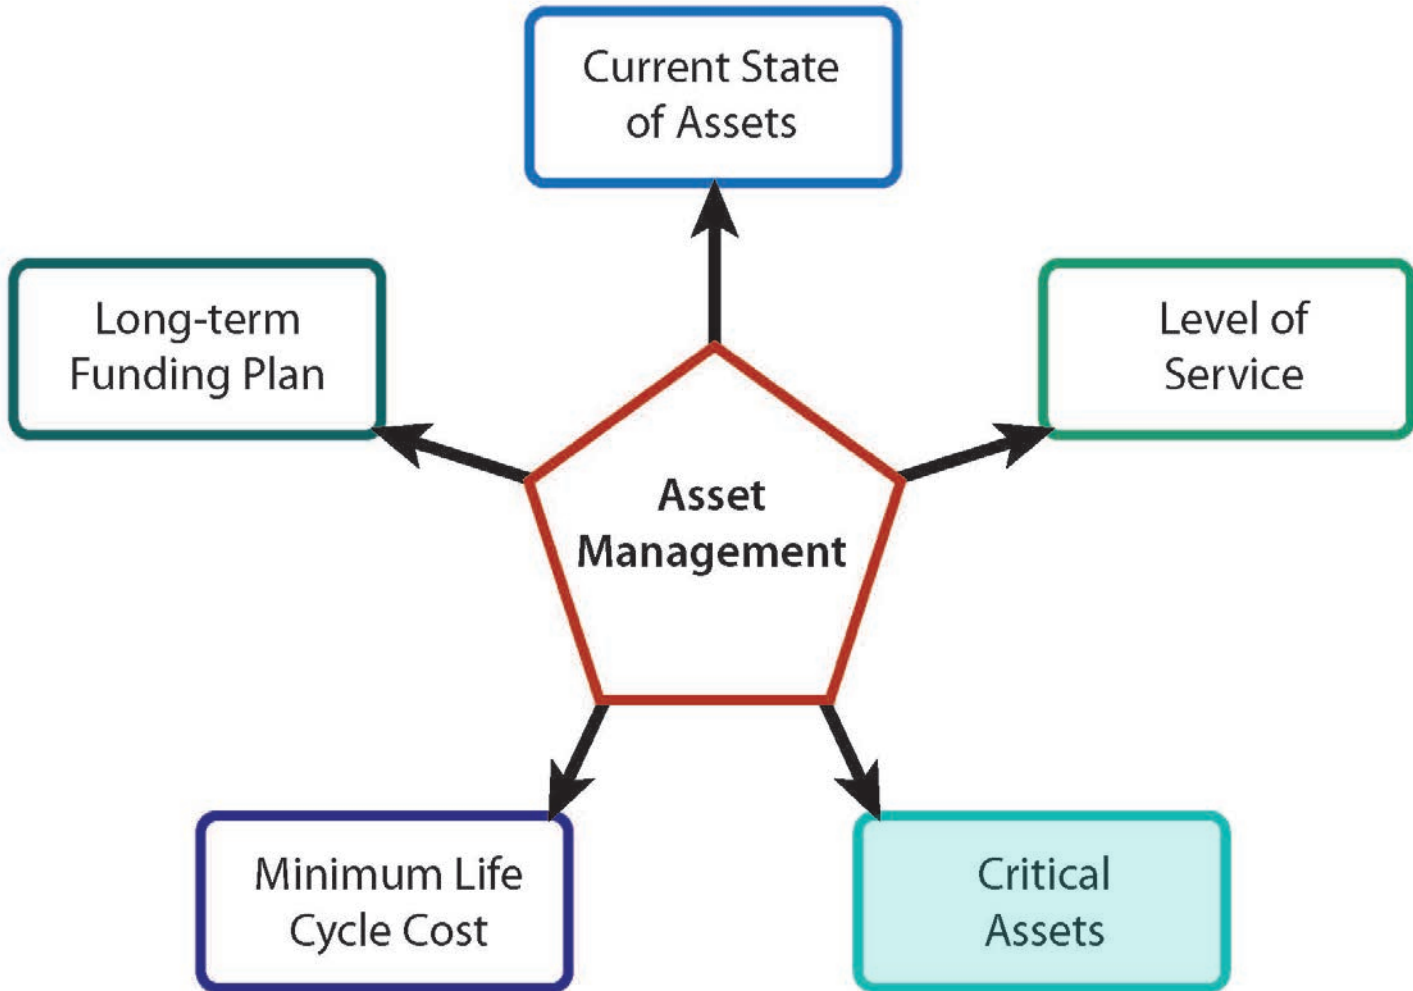 Current State
of Assets
Long-term
Funding Plan
Level of
Service
Asset
Management
Minimum Life
Cycle Cost
Critical
Assets